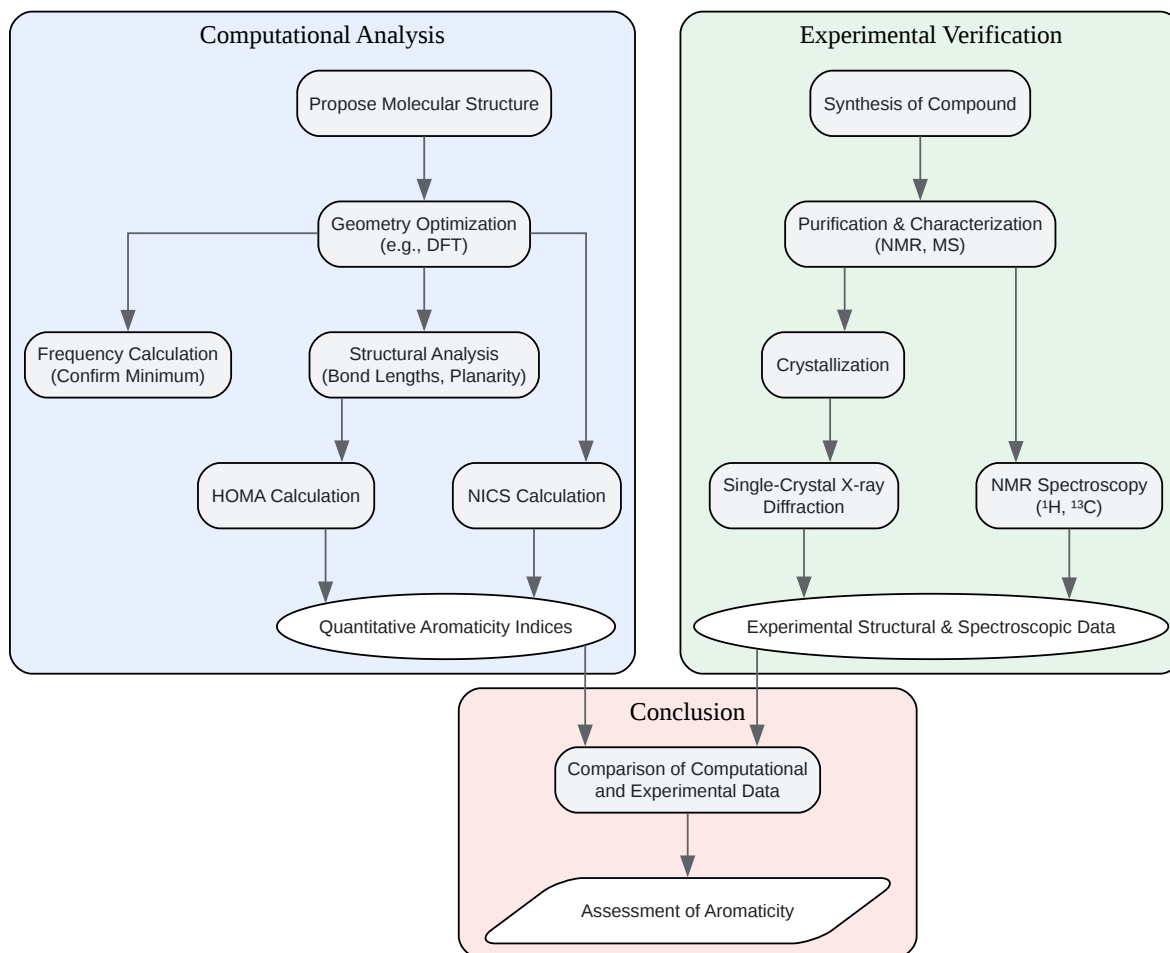 Computational Analysis
Propose Molecular Structure
Geometry Optimization
(e.g., DFT)
Frequency Calculation
(Confirm Minimum)
Structural Analysis
(Bond Lengths, Planarity)
HOMA Calculation
NICS Calculation
Quantitative Aromaticity Indices
Experimental Verification
Synthesis of Compound
Purification & Characterization
(NMR, MS)
Crystallization
Single-Crystal X-ray
Diffraction
NMR Spectroscopy
(¹H, ¹³C)
Experimental Structural & Spectroscopic Data
Conclusion
Comparison of Computational
and Experimental Data
Assessment of Aromaticity